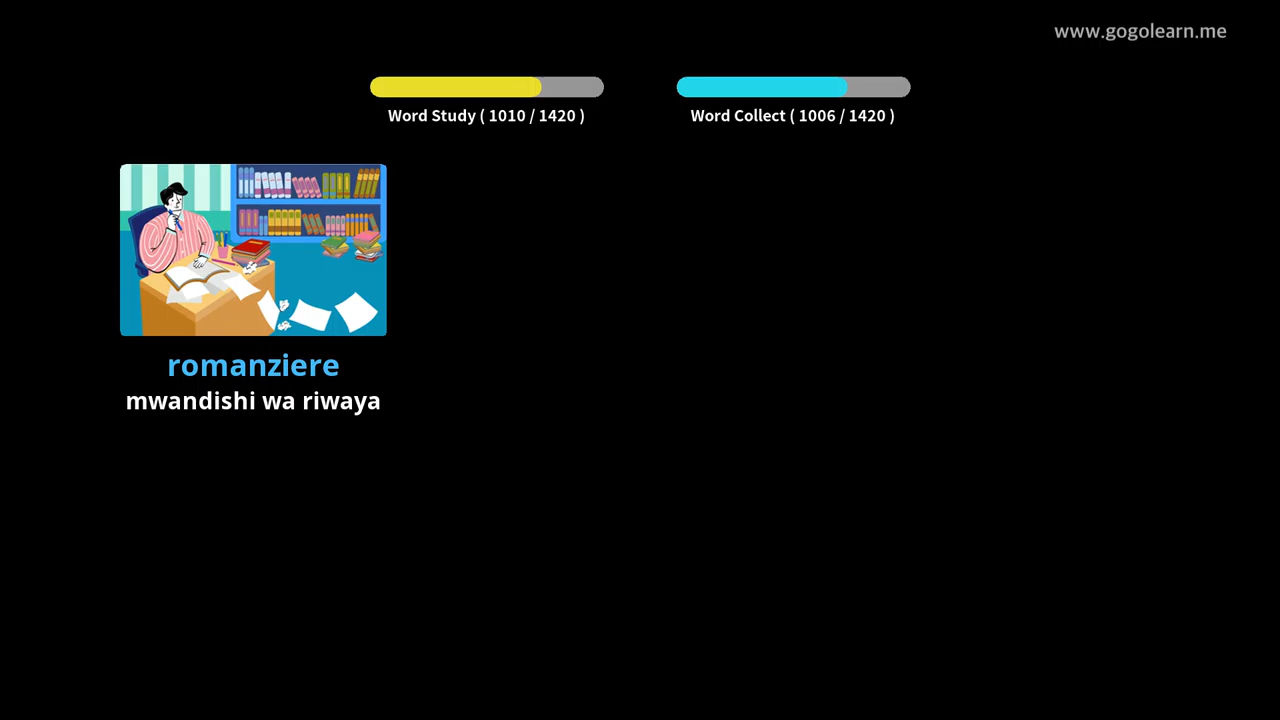 www.gogolearn.me
Word Study ( 1010 / 1420 )
Word Collect ( 1006 / 1420 )
romanziere
mwandishi wa riwaya